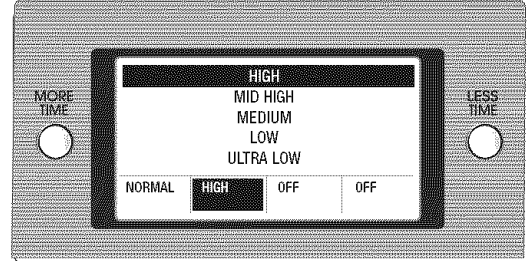 HIGH
MORE TIME
MID HIGH
LESS TIME
MEDIUM
LOW
ULTRA LOW
NORMAL HIGH OFF OFF